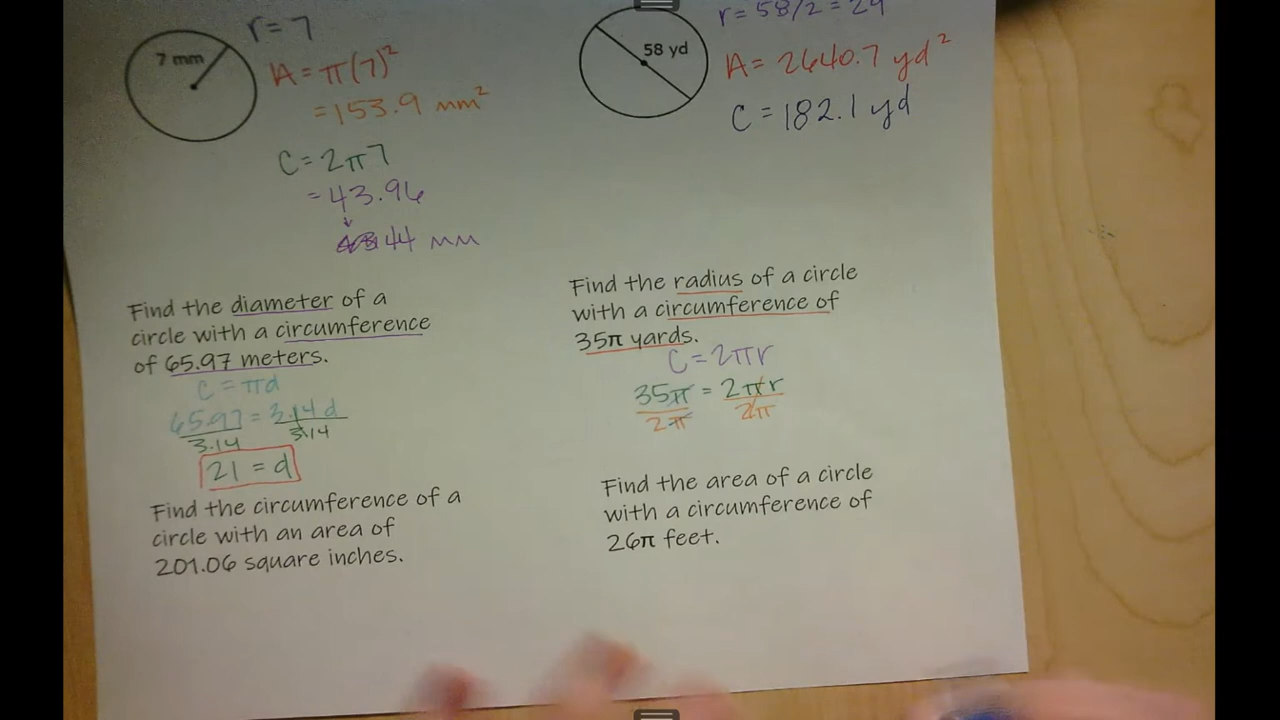 7 mm
r = 7
A = π(7)²
= 153.9 mm²
C = 2π7
= 43.96
↓
44 mm
58 yd
r = 58/2 = 29
A = 2640.7 yd²
C = 182.1 yd
Find the diameter of a
circle with a circumference
of 65.97 meters.
C = πd
65.97 = 3.14d
3.14 3.14
21 = d
Find the radius of a circle
with a circumference of
35π yards.
C = 2πr
35π = 2πr
2π 2π
Find the circumference of a
circle with an area of
201.06 square inches.
Find the area of a circle
with a circumference of
26π feet.